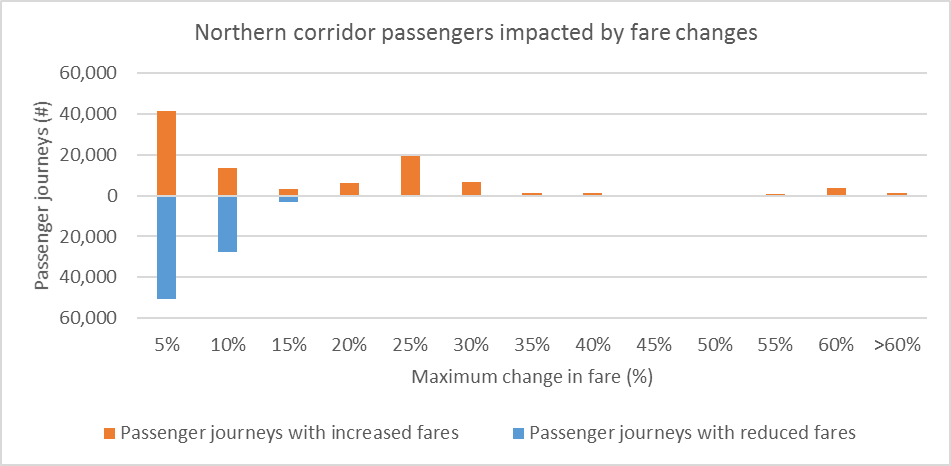 Northern corridor passengers impacted by fare changes
Passenger journeys (#)
60,000
40,000
20,000
0
20,000
40,000
60,000
5% 10% 15% 20% 25% 30% 35% 40% 45% 50% 55% 60% >60%
Maximum change in fare (%)
Passenger journeys with increased fares Passenger journeys with reduced fares